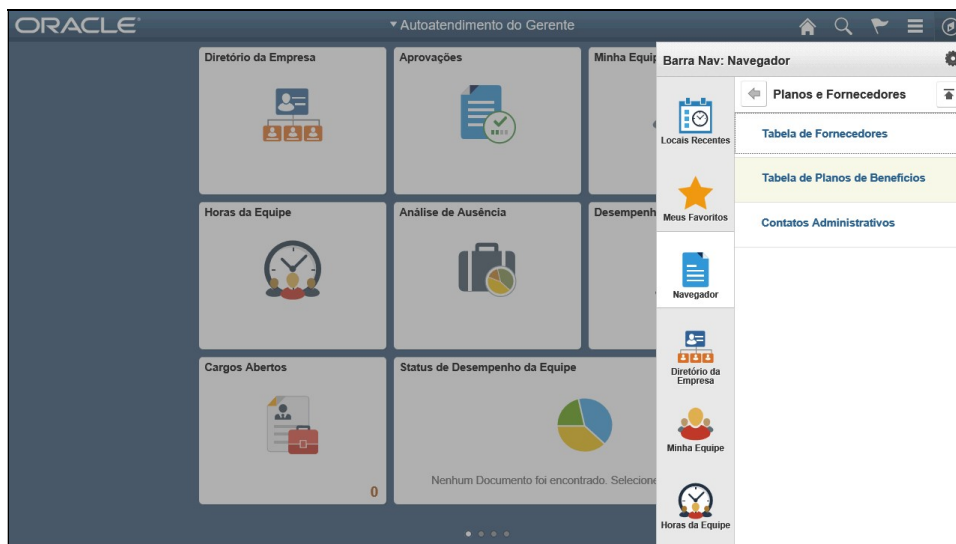 ORACLE
Autoatendimento do Gerente
Diretório da Empresa
Aprovações
Minha Equip
Horas da Equipe
Análise de Ausência
Desempenh
Cargos Abertos
0
Status de Desempenho da Equipe
Nenhum Documento foi encontrado. Selecione
Barra Nav: Navegador
Locais Recentes
Meus Favoritos
Navegador
Diretório da
Empresa
Minha Equipe
Horas da Equipe
Planos e Fornecedores
Tabela de Fornecedores
Tabela de Planos de Benefícios
Contatos Administrativos